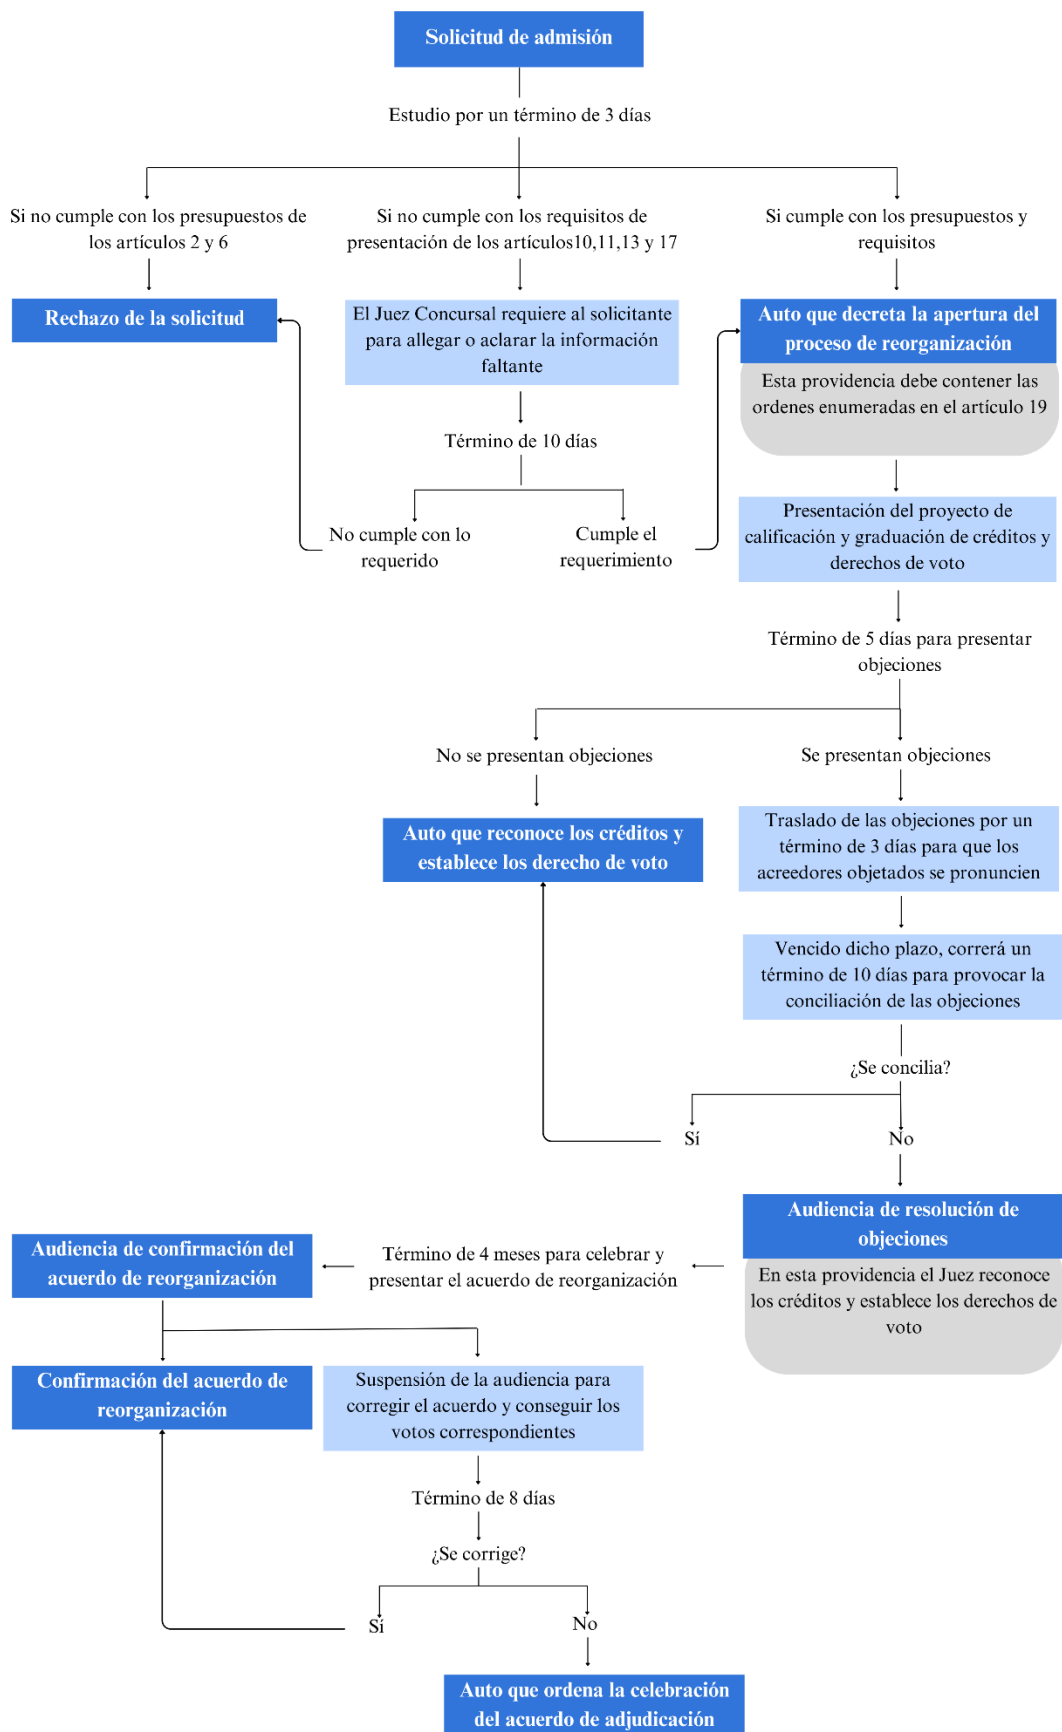 Solicitud de admisión
Estudio por un término de 3 días
Si no cumple con los presupuestos de
los artículos 2 y 6
Si no cumple con los requisitos de
presentación de los artículos10,11,13 y 17
Si cumple con los presupuestos y
requisitos
Rechazo de la solicitud
El Juez Concursal requiere al solicitante
para allegar o aclarar la información
faltante
Auto que decreta la apertura del
proceso de reorganización
Esta providencia debe contener las
ordenes enumeradas en el artículo 19
Término de 10 días
No cumple con lo
requerido
Cumple el
requerimiento
Presentación del proyecto de
calificación y graduación de créditos y
derechos de voto
Término de 5 días para presentar
objeciones
No se presentan objeciones
Se presentan objeciones
Auto que reconoce los créditos y
establece los derecho de voto
Traslado de las objeciones por un
término de 3 días para que los
acreedores objetados se pronuncien
Vencido dicho plazo, correrá un
término de 10 días para provocar la
conciliación de las objeciones
¿Se concilia?
Sí
No
Audiencia de resolución de
objeciones
En esta providencia el Juez reconoce
los créditos y establece los derechos de
voto
Término de 4 meses para celebrar y
presentar el acuerdo de reorganización
Audiencia de confirmación del
acuerdo de reorganización
Confirmación del acuerdo de
reorganización
Suspensión de la audiencia para
corregir el acuerdo y conseguir los
votos correspondientes
Término de 8 días
¿Se corrige?
Sí
No
Auto que ordena la celebración
del acuerdo de adjudicación